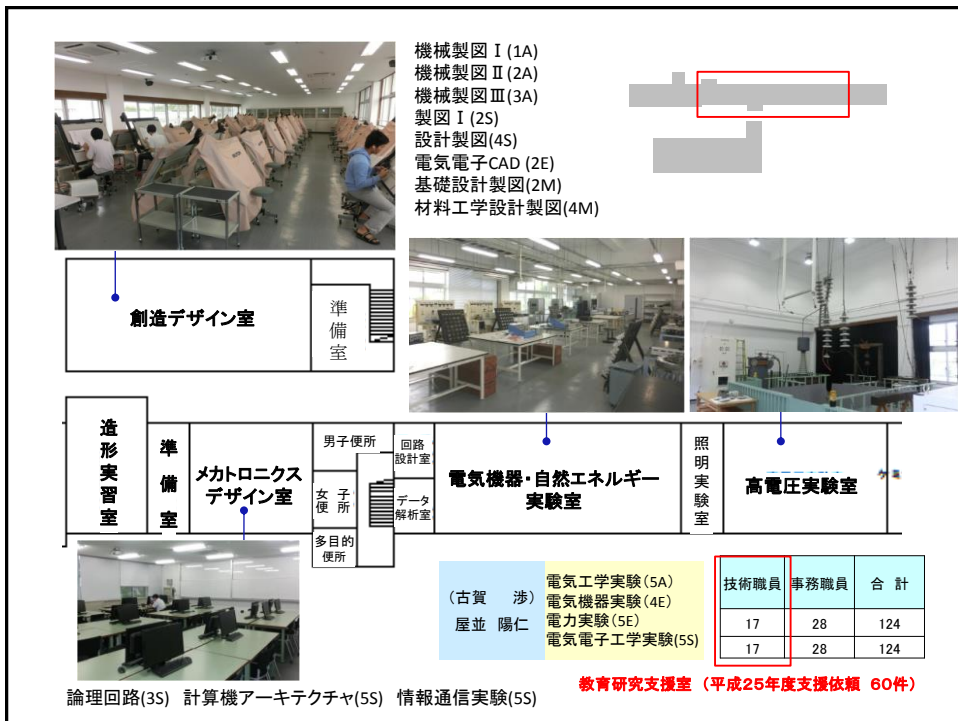 機械製図Ⅰ(1A)
機械製図Ⅱ(2A)
機械製図Ⅲ(3A)
製図Ⅰ(2S)
設計製図(4S)
電気電子CAD (2E)
基礎設計製図(2M)
材料工学設計製図(4M)
創造デザイン室
準備室
造形実習室
準備室
メカトロニクス
デザイン室
男子便所
女子
便所
多目的
便所
回路
設計室
データ
解析室
電気機器・自然エネルギー
実験室
照明実験室
高電圧実験室
(古賀 渉)
屋並 陽仁
電気工学実験(5A)
電気機器実験(4E)
電力実験(5E)
電気電子工学実験(5S)
技術職員 事務職員 合 計
17 28 124
17 28 124
教育研究支援室 (平成25年度支援依頼 60件)
論理回路(3S) 計算機アーキテクチャ(5S) 情報通信実験(5S)